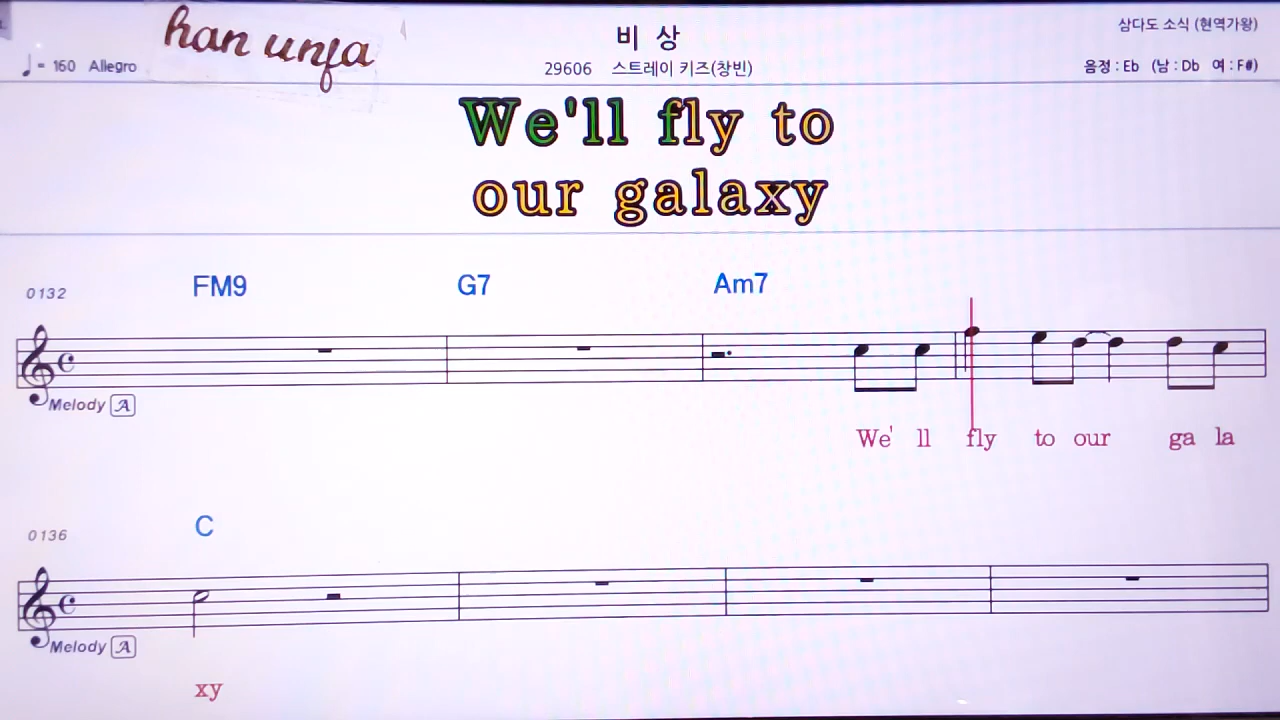 han unfa
비 상
삼다도 소식 (현역가왕)
♩= 160 Allegro
29606 스트레이 키즈(창빈)
음정 : Eb (남 : Db 여 : F#)
We'll fly to
our galaxy
0132 FM9 G7 Am7
Melody A
We' ll fly to our ga la
0136 C
Melody A
xy